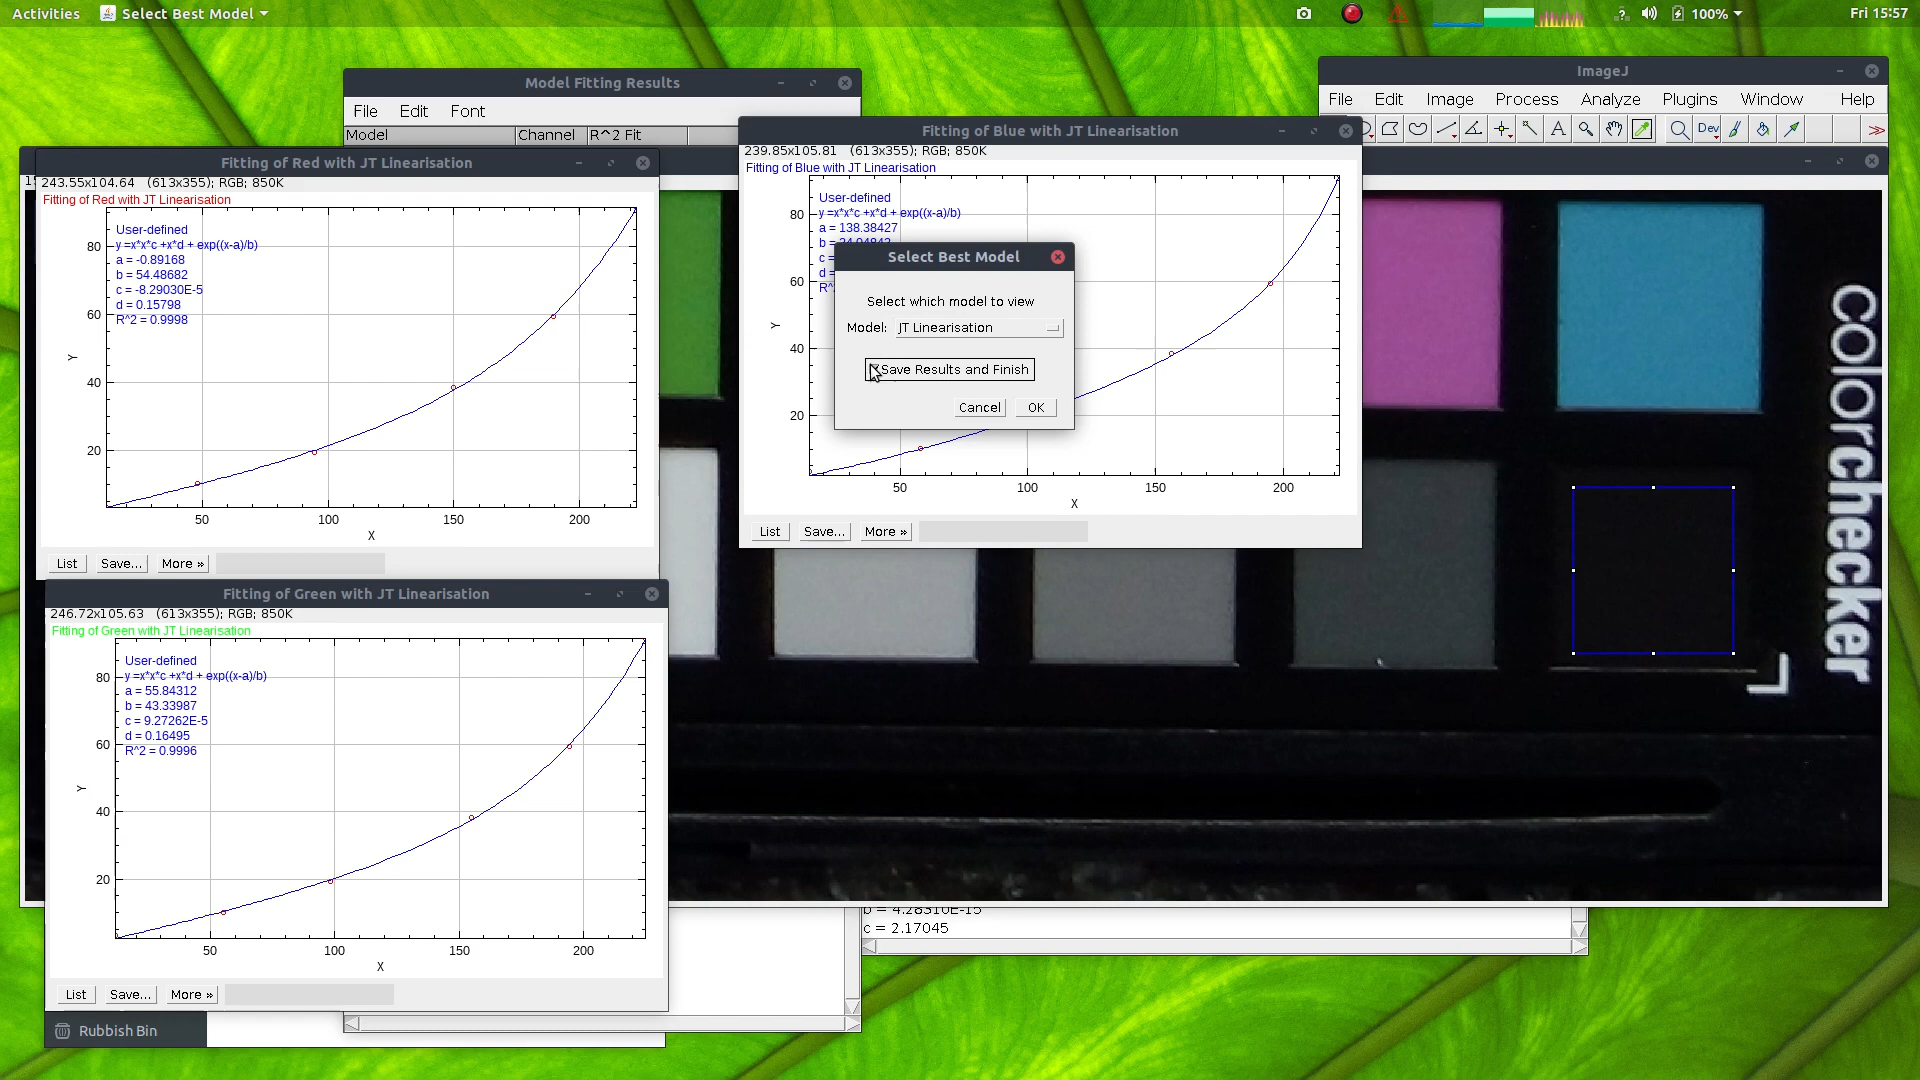 Activities
Select Best Model
?
100%
Fri 15:57
Model Fitting Results
File Edit Font
Model Channel R^2 Fit
ImageJ
File Edit Image Process Analyze Plugins Window Help
Dev
Fitting of Red with JT Linearisation
243.55x104.64 (613x355); RGB; 850K
Fitting of Red with JT Linearisation
User-defined
y =x*x*c +x*d + exp((x-a)/b)
a = -0.89168
b = 54.48682
c = -8.29030E-5
d = 0.15798
R^2 = 0.9998
80
60
40
20
Y
50 100 150 200
X
List Save... More »
Fitting of Blue with JT Linearisation
239.85x105.81 (613x355); RGB; 850K
Fitting of Blue with JT Linearisation
User-defined
y =x*x*c +x*d + exp((x-a)/b)
a = 138.38427
c =
d =
80
60
40
20
Y
50 100 150 200
X
List Save... More »
Select Best Model
Select which model to view
Model: JT Linearisation
Save Results and Finish
Cancel OK
Fitting of Green with JT Linearisation
246.72x105.63 (613x355); RGB; 850K
Fitting of Green with JT Linearisation
User-defined
y =x*x*c +x*d + exp((x-a)/b)
a = 55.84312
b = 43.33987
c = 9.27262E-5
d = 0.16495
R^2 = 0.9996
80
60
40
20
Y
50 100 150 200
X
List Save... More »
colorchecker
b = 4.28310E-15
c = 2.17045
Rubbish Bin